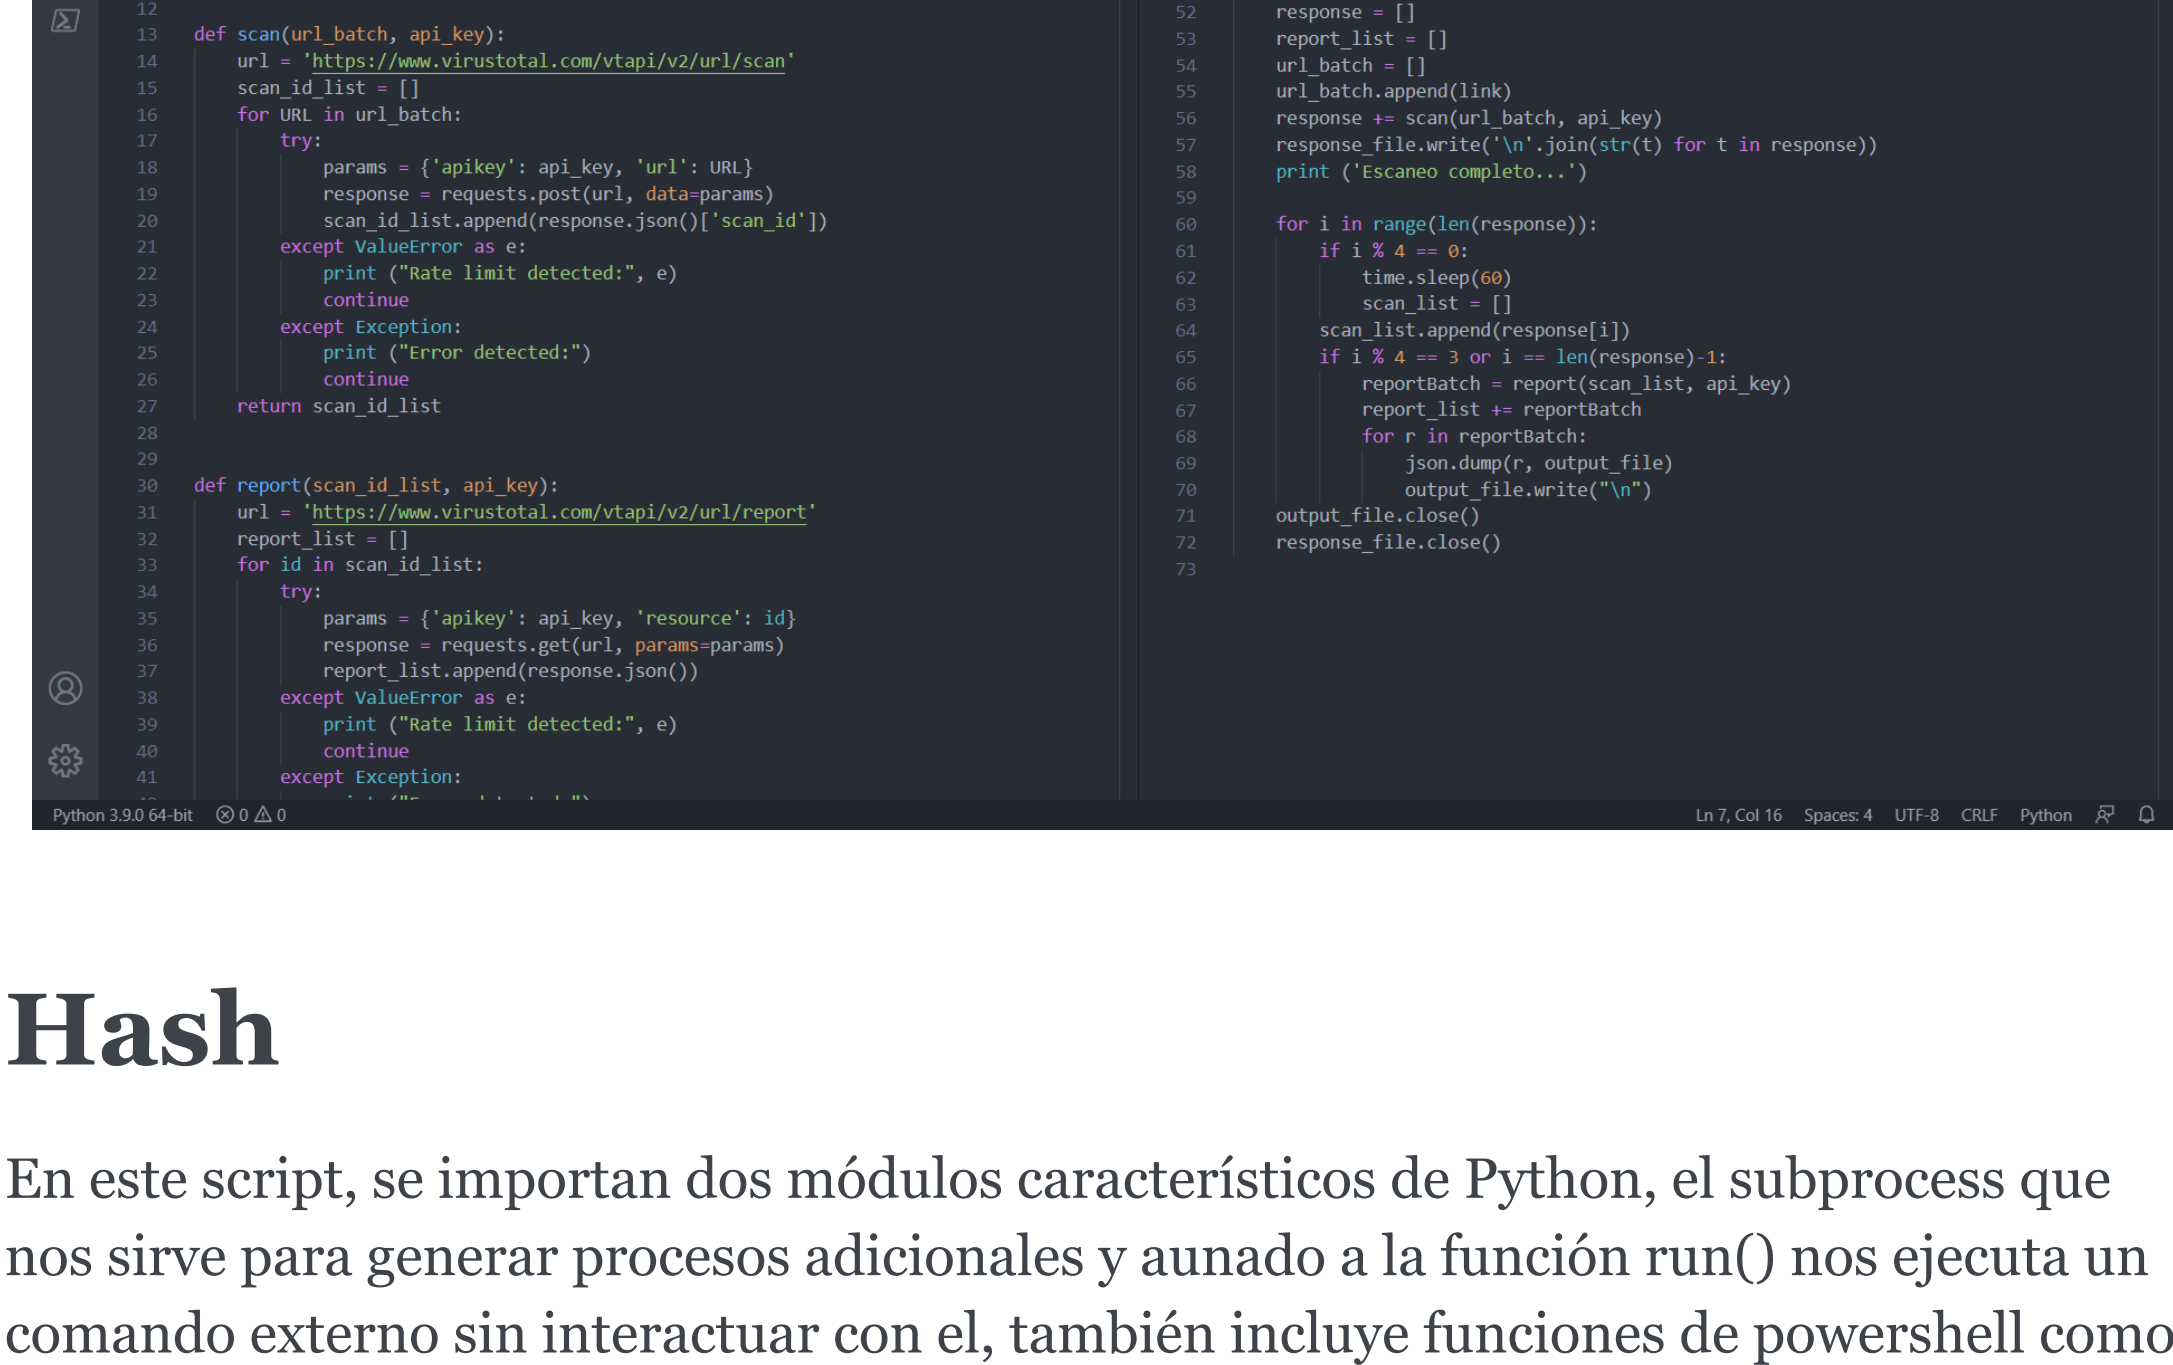 12
13 def scan(url_batch, api_key):
14 url = 'https://www.virustotal.com/vtapi/v2/url/scan'
15 scan_id_list = []
16 for URL in url_batch:
17 try:
18 params = {'apikey': api_key, 'url': URL}
19 response = requests.post(url, data=params)
20 scan_id_list.append(response.json()['scan_id'])
21 except ValueError as e:
22 print ("Rate limit detected:", e)
23 continue
24 except Exception:
25 print ("Error detected:")
26 continue
27 return scan_id_list
28
29
30 def report(scan_id_list, api_key):
31 url = 'https://www.virustotal.com/vtapi/v2/url/report'
32 report_list = []
33 for id in scan_id_list:
34 try:
35 params = {'apikey': api_key, 'resource': id}
36 response = requests.get(url, params=params)
37 report_list.append(response.json())
38 except ValueError as e:
39 print ("Rate limit detected:", e)
40 continue
41 except Exception:
52 response = []
53 report_list = []
54 url_batch = []
55 url_batch.append(link)
56 response += scan(url_batch, api_key)
57 response_file.write('\n'.join(str(t) for t in response))
58 print ('Escaneo completo...')
59
60 for i in range(len(response)):
61 if i % 4 == 0:
62 time.sleep(60)
63 scan_list = []
64 scan_list.append(response[i])
65 if i % 4 == 3 or i == len(response)-1:
66 reportBatch = report(scan_list, api_key)
67 report_list += reportBatch
68 for r in reportBatch:
69 json.dump(r, output_file)
70 output_file.write("\n")
71 output_file.close()
72 response_file.close()
73
Python 3.9.0 64-bit 0 0 Ln 7, Col 16 Spaces: 4 UTF-8 CRLF Python
Hash
En este script, se importan dos módulos característicos de Python, el subprocess que
nos sirve para generar procesos adicionales y aunado a la función run() nos ejecuta un
comando externo sin interactuar con el, también incluye funciones de powershell como